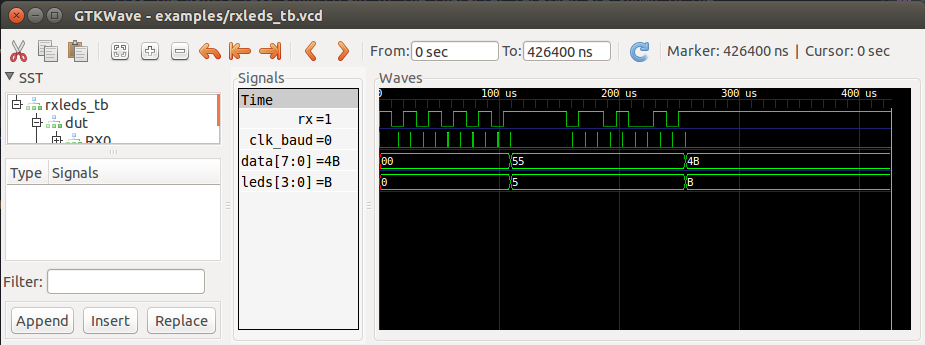 GTKWave - examples/rxleds_tb.vcd
From: 0 sec To: 426400 ns Marker: 426400 ns | Cursor: 0 sec
SST
rxleds_tb
dut
RX0
Type Signals
Filter:
Append Insert Replace
Signals
Time
rx =1
clk_baud =0
data[7:0] =4B
leds[3:0] =B
Waves
0 100 us 200 us 300 us 400 us
00 55 4B
0 5 B